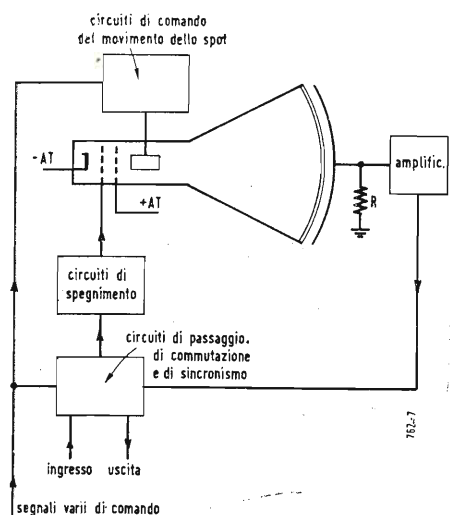 circuiti di comando
del movimento dello spot
-AT
+AT
amplific.
R
circuiti di
spegnimento
circuiti di passaggio.
di commutazione
e di sincronismo
ingresso
uscita
762-7
segnali varii di comando